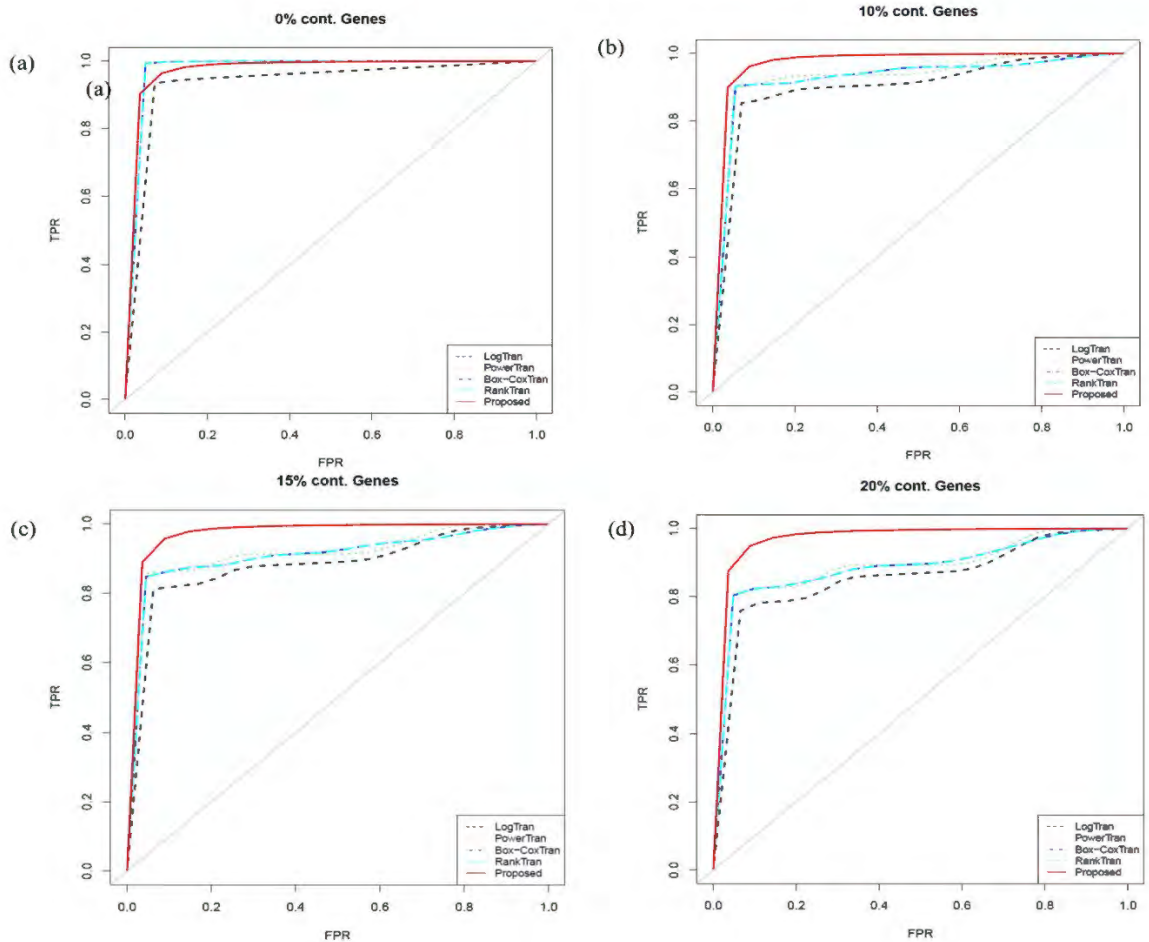 0% cont. Genes
(a)
(a)
TPR
0.0
0.2
0.4
0.6
0.8
1.0
LogTran
PowerTran
Box-CoxTran
RankTran
Proposed
0.0
0.2
0.4
0.6
0.8
1.0
FPR
10% cont. Genes
(b)
TPR
0.0
0.2
0.4
0.6
0.8
1.0
LogTran
PowerTran
Box-CoxTran
RankTran
Proposed
0.0
0.2
0.4
0.6
0.8
1.0
FPR
15% cont. Genes
(c)
TPR
0.0
0.2
0.4
0.6
0.8
1.0
LogTran
PowerTran
Box-CoxTran
RankTran
Proposed
0.0
0.2
0.4
0.6
0.8
1.0
FPR
20% cont. Genes
(d)
TPR
0.0
0.2
0.4
0.6
0.8
1.0
LogTran
PowerTran
Box-CoxTran
RankTran
Proposed
0.0
0.2
0.4
0.6
0.8
1.0
FPR